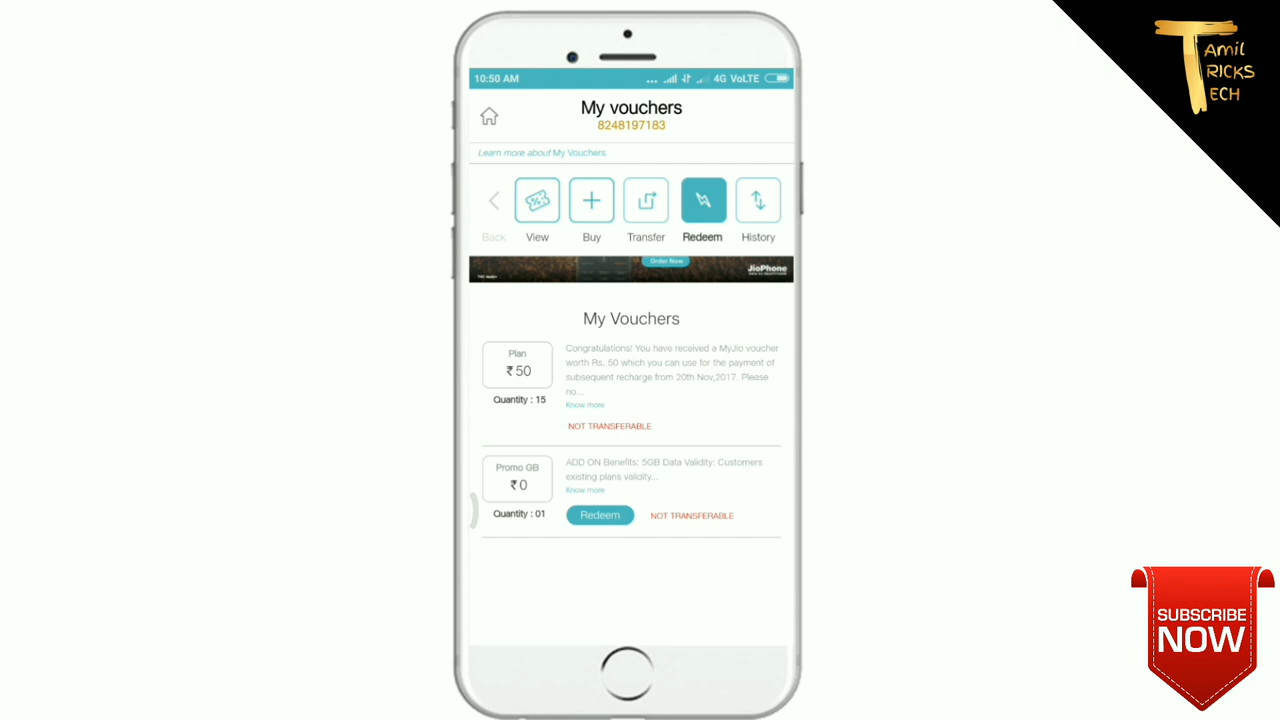 TAmil
TRICKS
TECH
10:50 AM
4G VoLTE
My vouchers
8248197183
Learn more about My Vouchers
Back
View
Buy
Transfer
Redeem
History
Order Now
JioPhone
My Vouchers
Plan
₹ 50
Quantity : 15
Congratulations! You have received a MyJio voucher
worth Rs. 50 which you can use for the payment of
subsequent recharge from 20th Nov,2017. Please
no...
Know more
NOT TRANSFERABLE
Promo GB
₹ 0
Quantity : 01
ADD ON Benefits: 5GB Data Validity: Customers
existing plans validity...
Know more
Redeem
NOT TRANSFERABLE
SUBSCRIBE
NOW